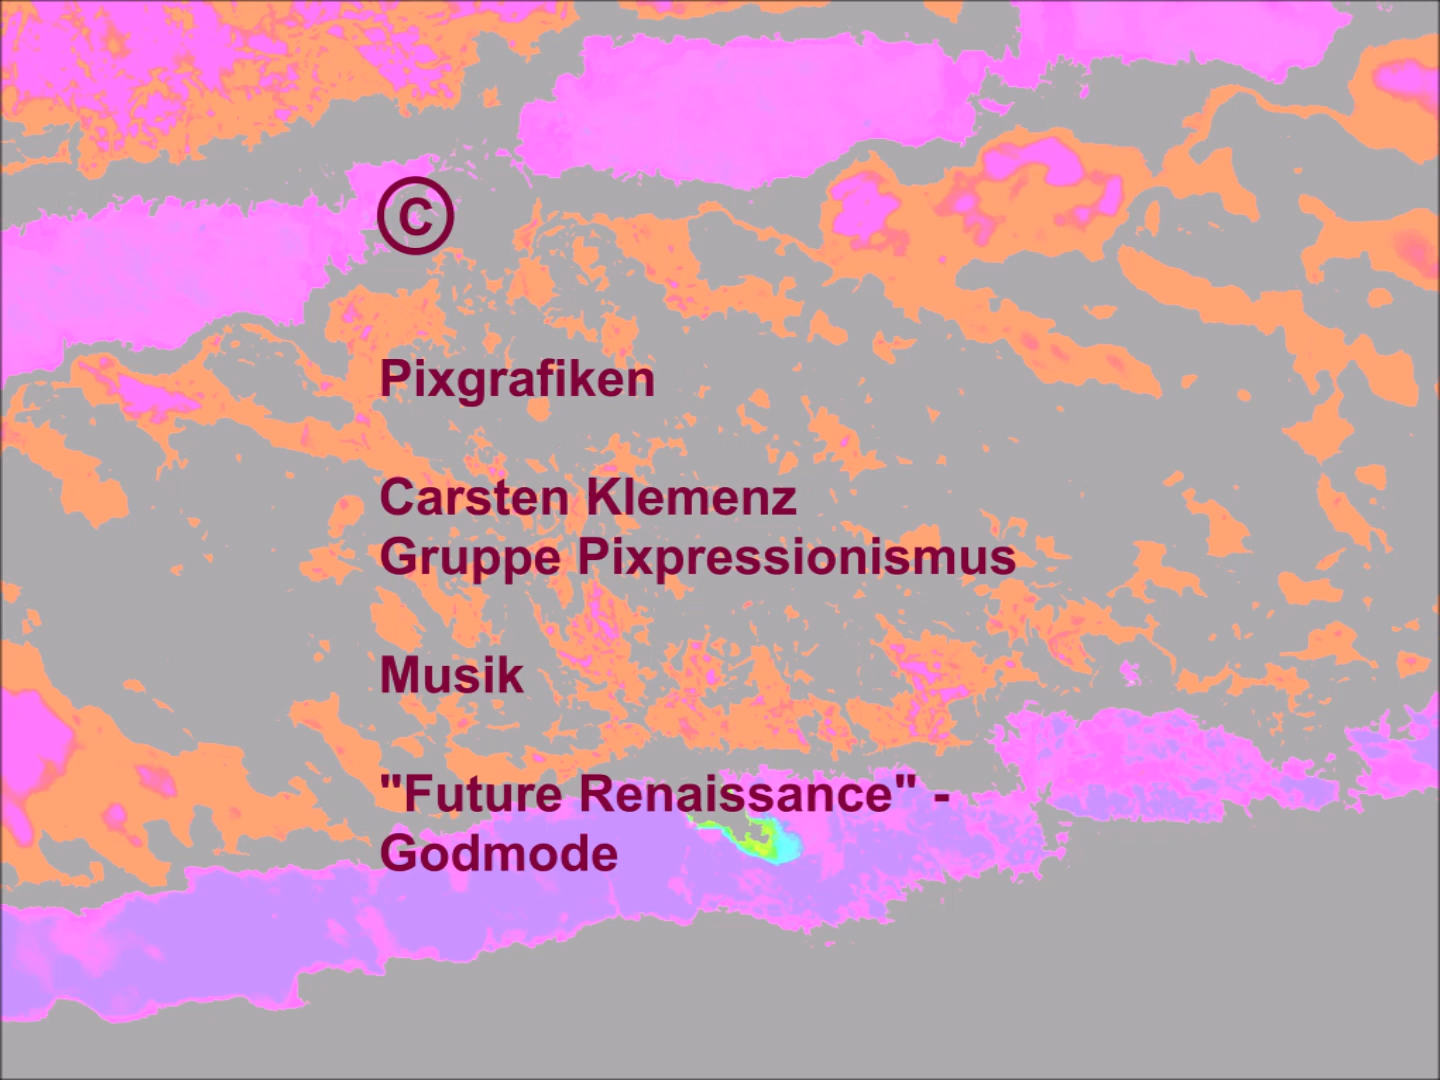 ©
Pixgrafiken
Carsten Klemenz
Gruppe Pixpressionismus
Musik
"Future Renaissance" -
Godmode